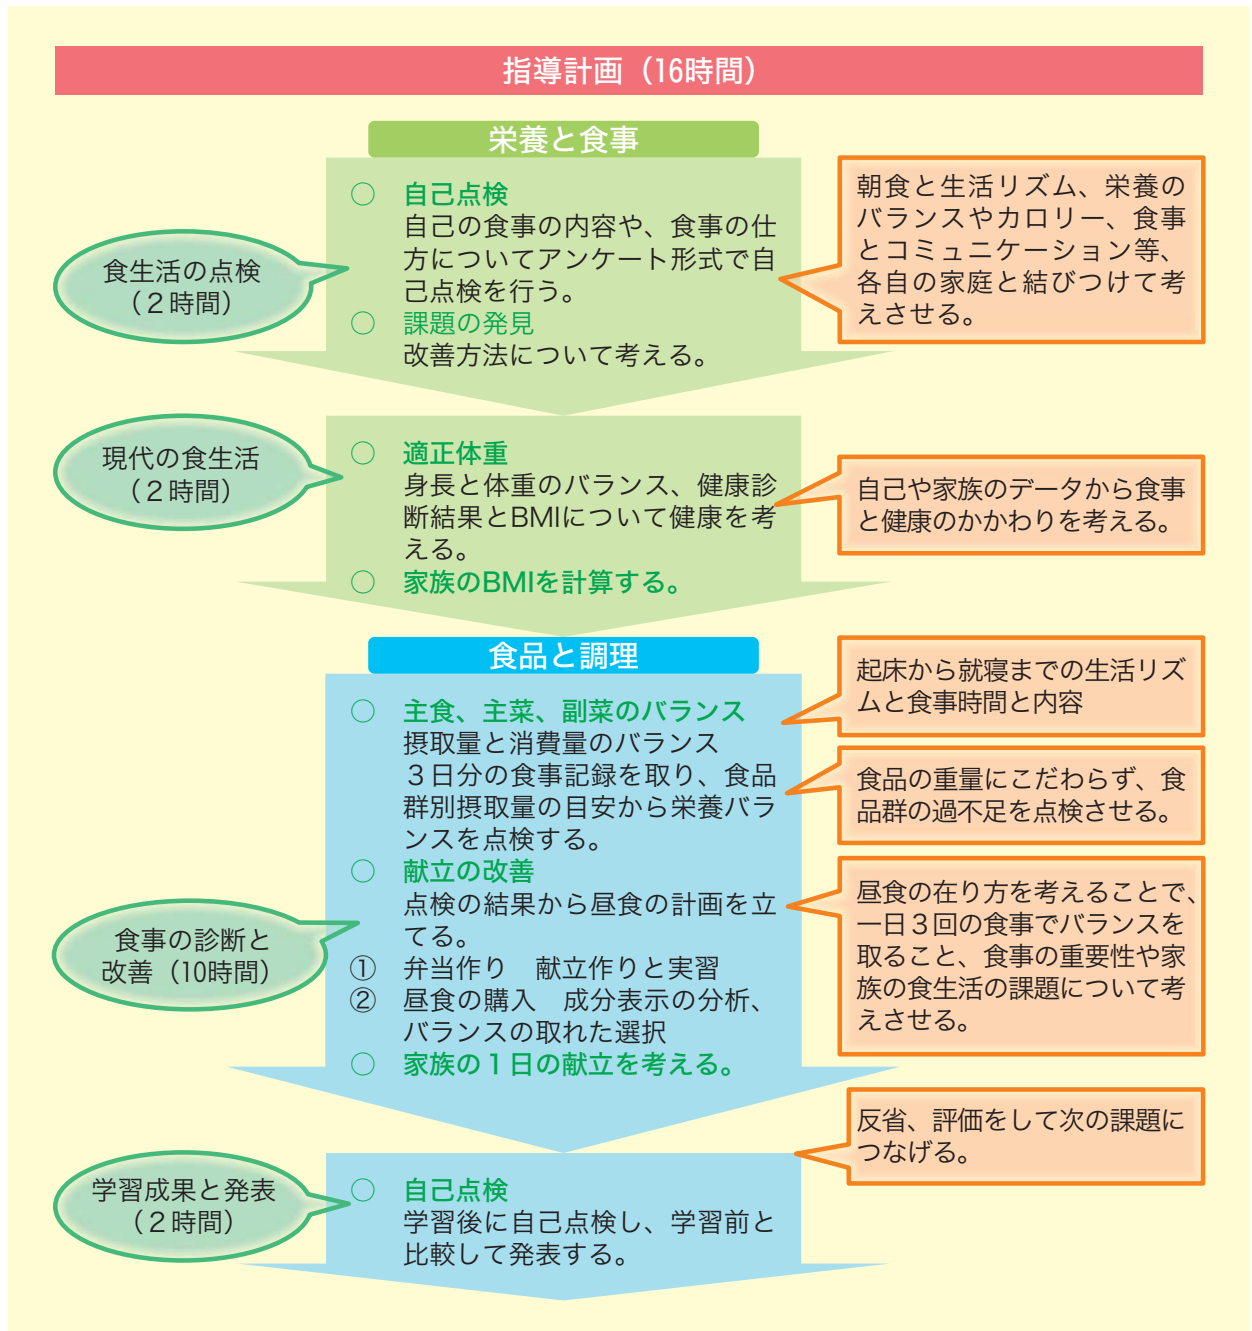 指導計画（16時間）
栄養と食事
○ 自己点検
自己の食事の内容や、食事の仕
方についてアンケート形式で自
己点検を行う。
○ 課題の発見
改善方法について考える。
食生活の点検
（２時間）
朝食と生活リズム、栄養の
バランスやカロリー、食事
とコミュニケーション等、
各自の家庭と結びつけて考
えさせる。
現代の食生活
（２時間）
○ 適正体重
身長と体重のバランス、健康診
断結果とBMIについて健康を考
える。
○ 家族のBMIを計算する。
自己や家族のデータから食事
と健康のかかわりを考える。
食品と調理
○ 主食、主菜、副菜のバランス
摂取量と消費量のバランス
３日分の食事記録を取り、食品
群別摂取量の目安から栄養バラ
ンスを点検する。
○ 献立の改善
点検の結果から昼食の計画を立
てる。
① 弁当作り　献立作りと実習
② 昼食の購入　成分表示の分析、
バランスの取れた選択
○ 家族の１日の献立を考える。
起床から就寝までの生活リズ
ムと食事時間と内容
食品の重量にこだわらず、食
品群の過不足を点検させる。
昼食の在り方を考えることで、
一日３回の食事でバランスを
取ること、食事の重要性や家
族の食生活の課題について考
えさせる。
食事の診断と
改善（10時間）
反省、評価をして次の課題に
つなげる。
学習成果と発表
（２時間）
○ 自己点検
学習後に自己点検し、学習前と
比較して発表する。